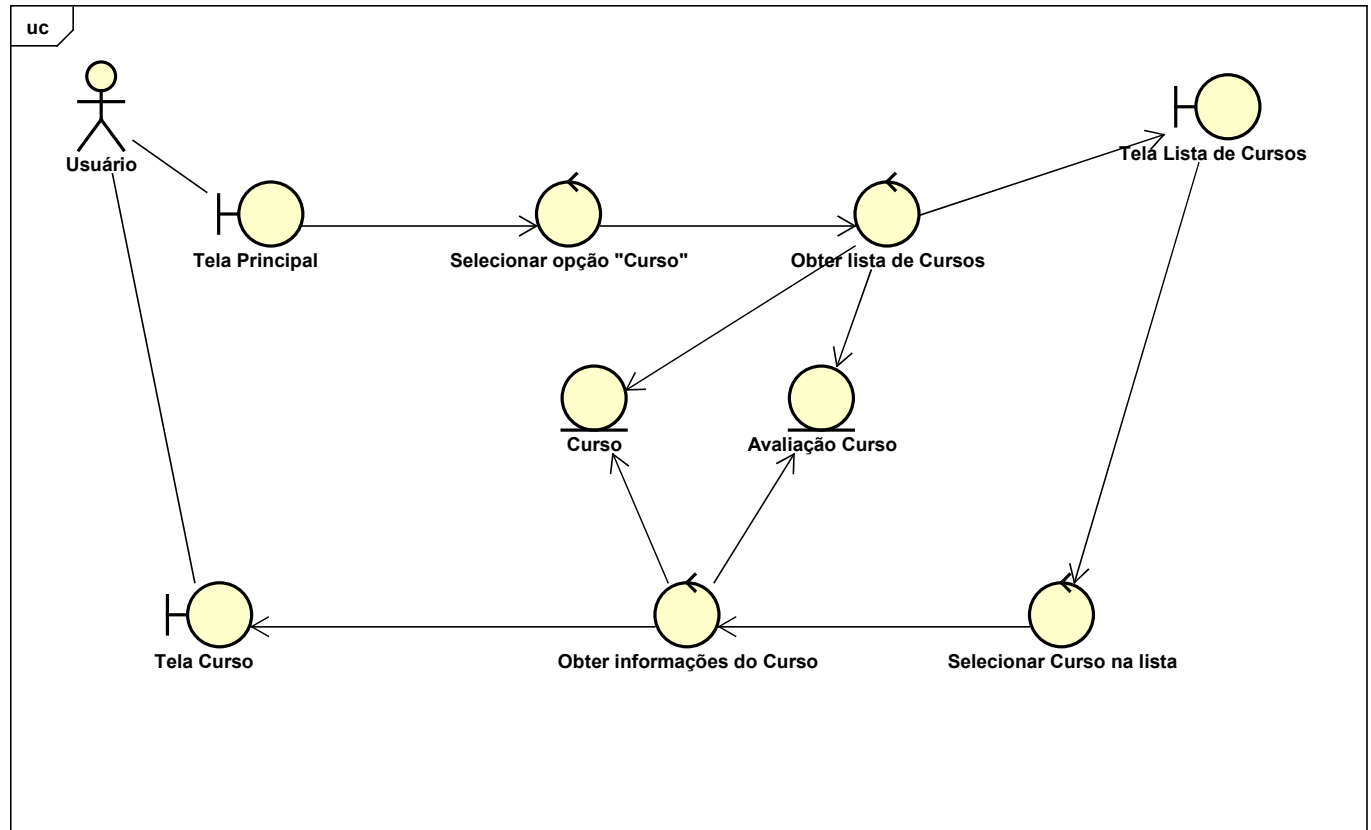 uc
Usuário
Tela Lista de Cursos
Tela Principal
Selecionar opção "Curso"
Obter lista de Cursos
Curso
Avaliação Curso
Tela Curso
Obter informações do Curso
Selecionar Curso na lista